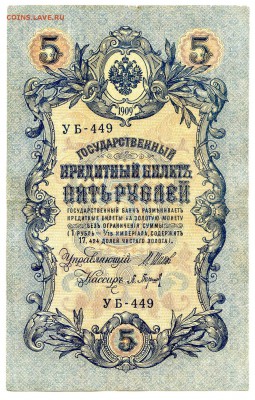 COINS.LAVE.RU
5 5
1909
УБ-449
ГОСУДАРСТВЕННЫЙ
КРЕДИТНЫЙ БИЛЕТЪ
ПЯТЬ РУБЛЕЙ
ГОСУДАРСТВЕННЫЙ БАНКЪ РАЗМѢНИВАЕТЪ
КРЕДИТНЫЕ БИЛЕТЫ НА ЗОЛОТУЮ МОНЕТУ
БЕЗЪ ОГРАНИЧЕНІЯ СУММЫ
(1 РУБЛЬ = 1/15 ИМПЕРІАЛА, СОДЕРЖИТЪ
17,424 ДОЛЕЙ ЧИСТАГО ЗОЛОТА).
Управляющій
Кассиръ
УБ-449
5